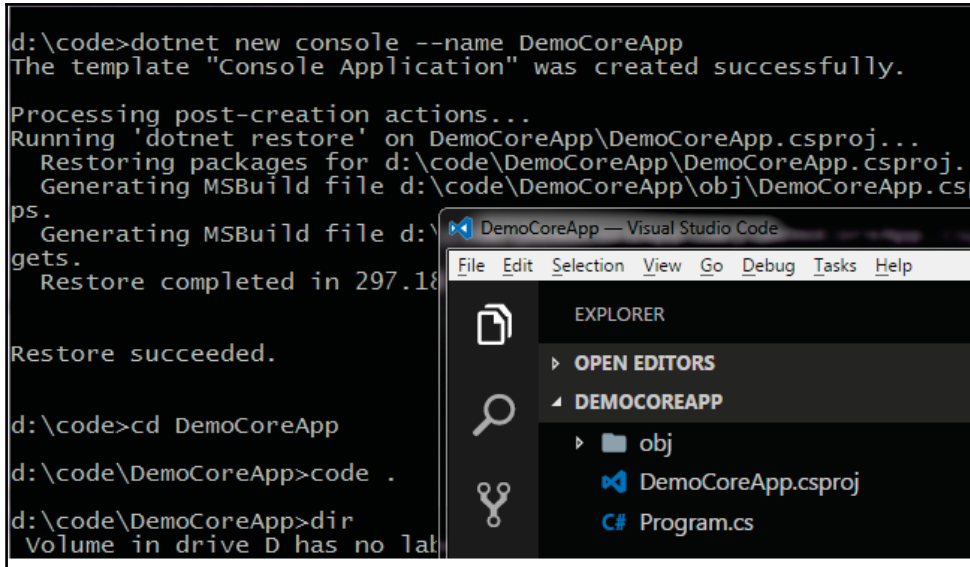 d:\code>dotnet new console --name DemoCoreApp
The template "Console Application" was created successfully.
Processing post-creation actions...
Running 'dotnet restore' on DemoCoreApp\DemoCoreApp.csproj...
Restoring packages for d:\code\DemoCoreApp\DemoCoreApp.csproj.
Generating MSBuild file d:\code\DemoCoreApp\obj\DemoCoreApp.csp
ps.
Generating MSBuild file d:\
gets.
Restore completed in 297.18
Restore succeeded.
d:\code>cd DemoCoreApp
d:\code\DemoCoreApp>code .
d:\code\DemoCoreApp>dir
Volume in drive D has no lab
DemoCoreApp — Visual Studio Code
File Edit Selection View Go Debug Tasks Help
EXPLORER
OPEN EDITORS
DEMOCOREAPP
obj
DemoCoreApp.csproj
C# Program.cs